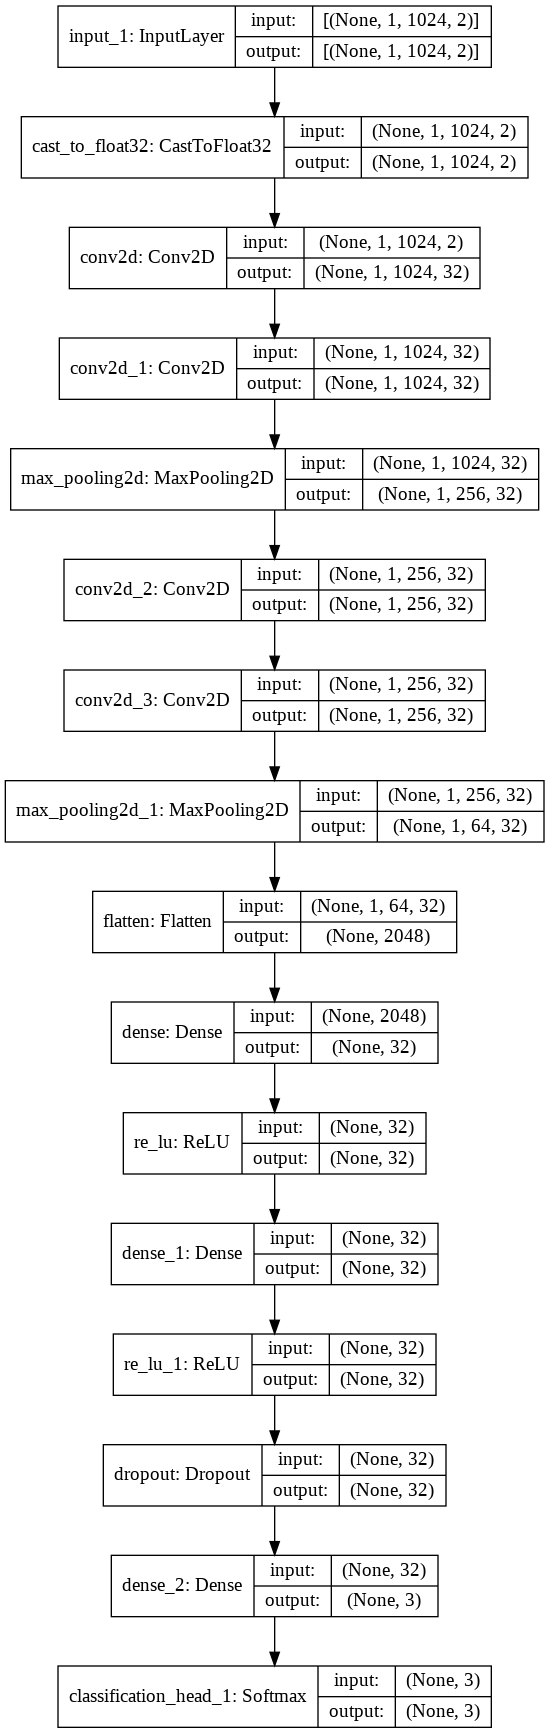 input_1: InputLayer
input: [(None, 1, 1024, 2)]
output: [(None, 1, 1024, 2)]
cast_to_float32: CastToFloat32
input: (None, 1, 1024, 2)
output: (None, 1, 1024, 2)
conv2d: Conv2D
input: (None, 1, 1024, 2)
output: (None, 1, 1024, 32)
conv2d_1: Conv2D
input: (None, 1, 1024, 32)
output: (None, 1, 1024, 32)
max_pooling2d: MaxPooling2D
input: (None, 1, 1024, 32)
output: (None, 1, 256, 32)
conv2d_2: Conv2D
input: (None, 1, 256, 32)
output: (None, 1, 256, 32)
conv2d_3: Conv2D
input: (None, 1, 256, 32)
output: (None, 1, 256, 32)
max_pooling2d_1: MaxPooling2D
input: (None, 1, 256, 32)
output: (None, 1, 64, 32)
flatten: Flatten
input: (None, 1, 64, 32)
output: (None, 2048)
dense: Dense
input: (None, 2048)
output: (None, 32)
re_lu: ReLU
input: (None, 32)
output: (None, 32)
dense_1: Dense
input: (None, 32)
output: (None, 32)
re_lu_1: ReLU
input: (None, 32)
output: (None, 32)
dropout: Dropout
input: (None, 32)
output: (None, 32)
dense_2: Dense
input: (None, 32)
output: (None, 3)
classification_head_1: Softmax
input: (None, 3)
output: (None, 3)